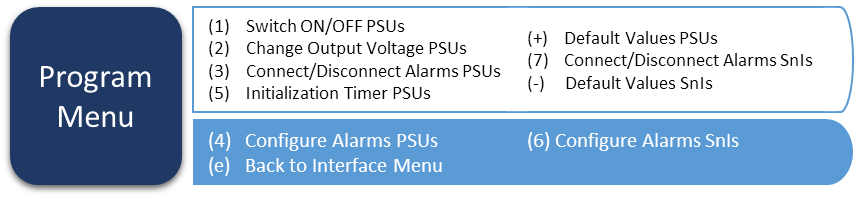 Program
Menu
(1) Switch ON/OFF PSUs
(2) Change Output Voltage PSUs
(3) Connect/Disconnect Alarms PSUs
(5) Initialization Timer PSUs
(+) Default Values PSUs
(7) Connect/Disconnect Alarms SnIs
(-) Default Values SnIs
(4) Configure Alarms PSUs
(e) Back to Interface Menu
(6) Configure Alarms SnIs